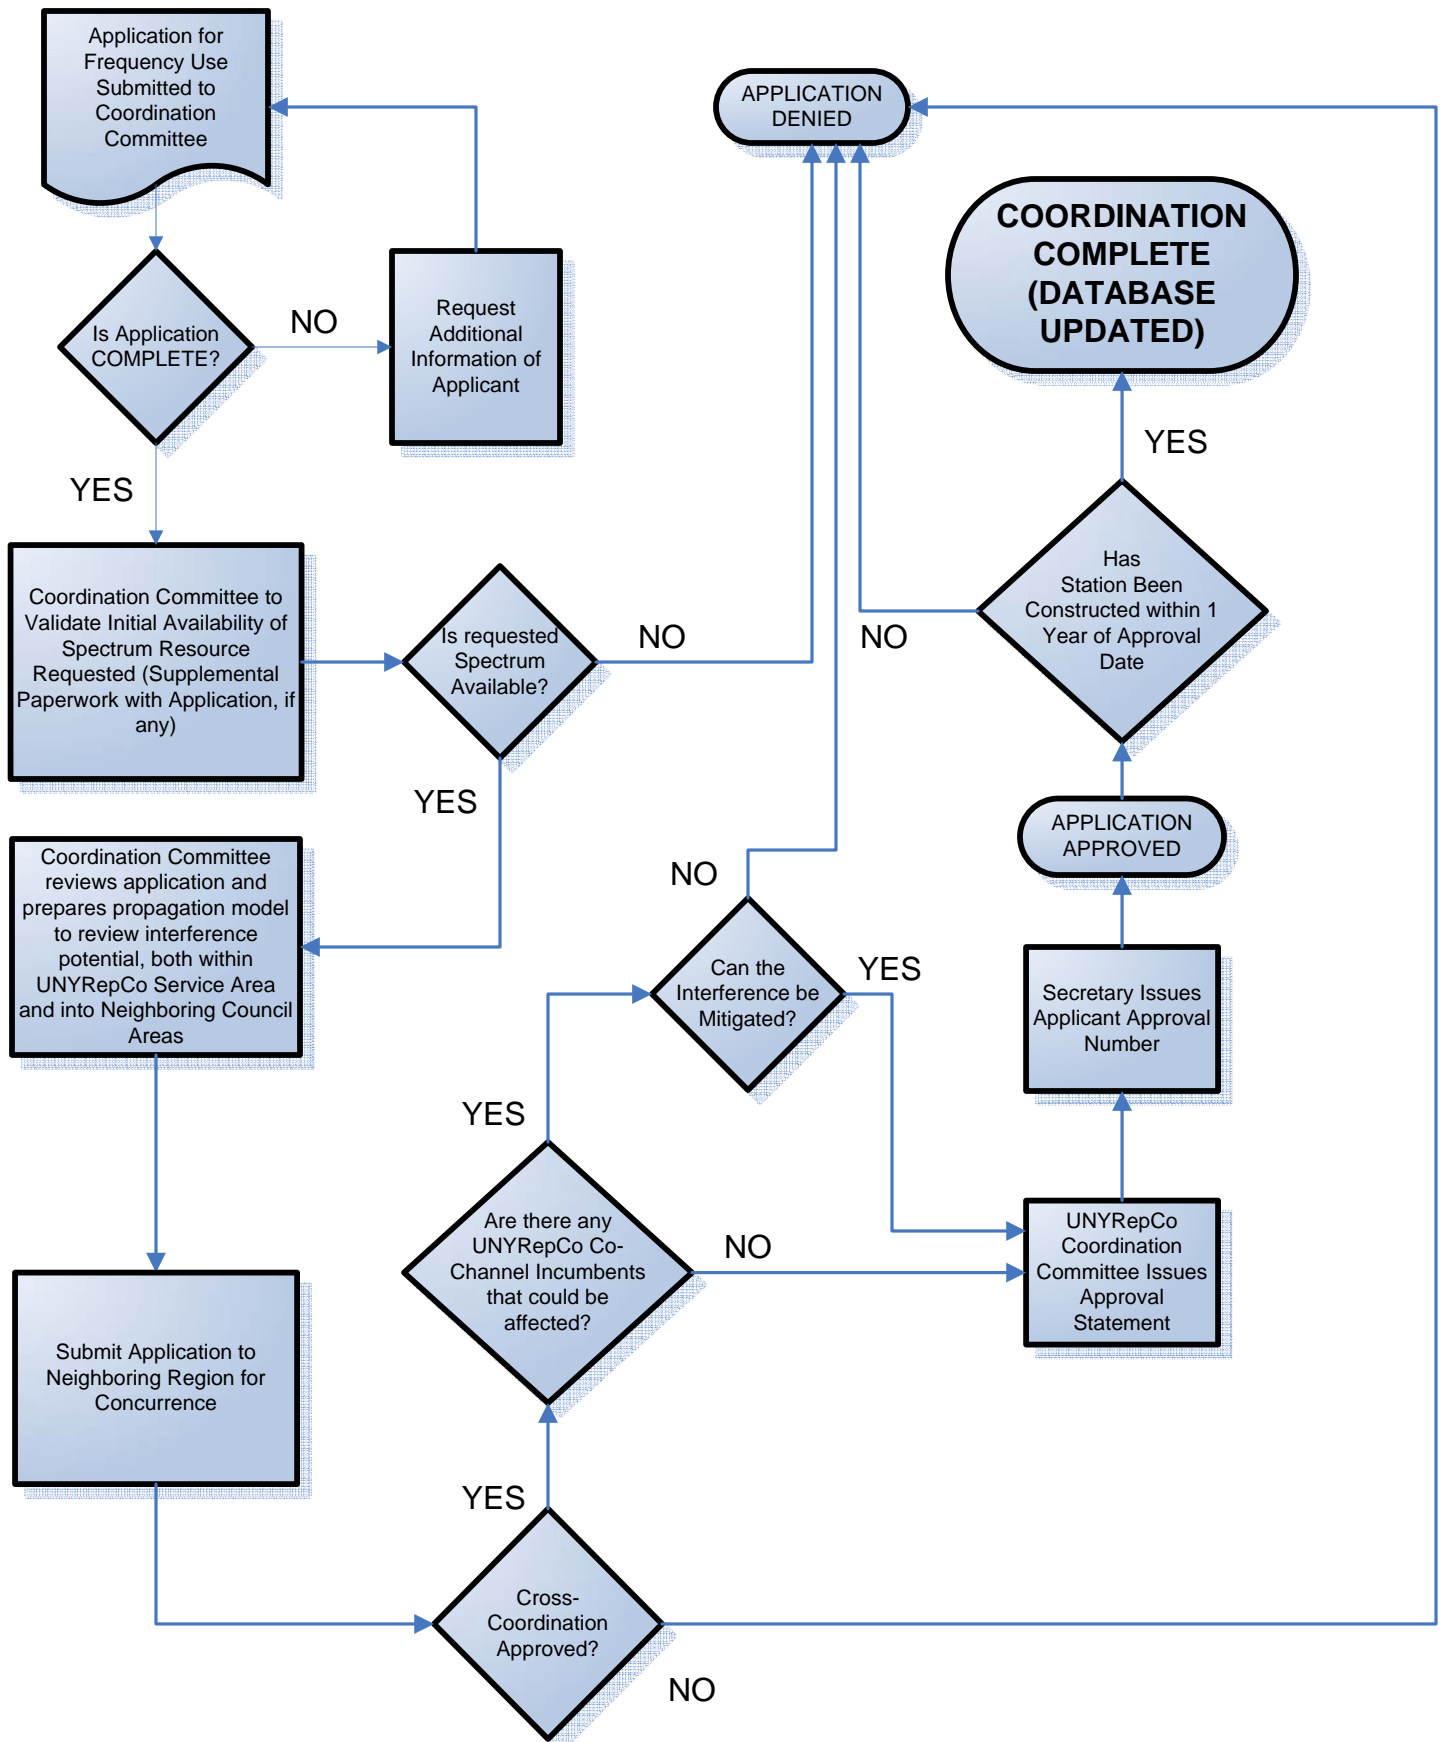 Application for
Frequency Use
Submitted to
Coordination
Committee
APPLICATION
DENIED
COORDINATION
COMPLETE
(DATABASE
UPDATED)
Is Application
COMPLETE?
NO
Request
Additional
Information of
Applicant
YES
YES
Coordination Committee to
Validate Initial Availability of
Spectrum Resource
Requested (Supplemental
Paperwork with Application, if
any)
Is requested
Spectrum
Available?
NO
NO
Has
Station Been
Constructed within 1
Year of Approval
Date
YES
APPLICATION
APPROVED
Coordination Committee
reviews application and
prepares propagation model
to review interference
potential, both within
UNYRepCo Service Area
and into Neighboring Council
Areas
NO
Can the
Interference be
Mitigated?
YES
Secretary Issues
Applicant Approval
Number
YES
Are there any
UNYRepCo Co-
Channel Incumbents
that could be
affected?
NO
UNYRepCo
Coordination
Committee Issues
Approval
Statement
Submit Application to
Neighboring Region for
Concurrence
YES
Cross-
Coordination
Approved?
NO